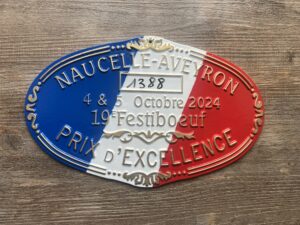 NAUCELLE-AVEYRON
1388
4 & 5 Octobre 2024
19e Festiboeuf
PRIX D'EXCELLENCE